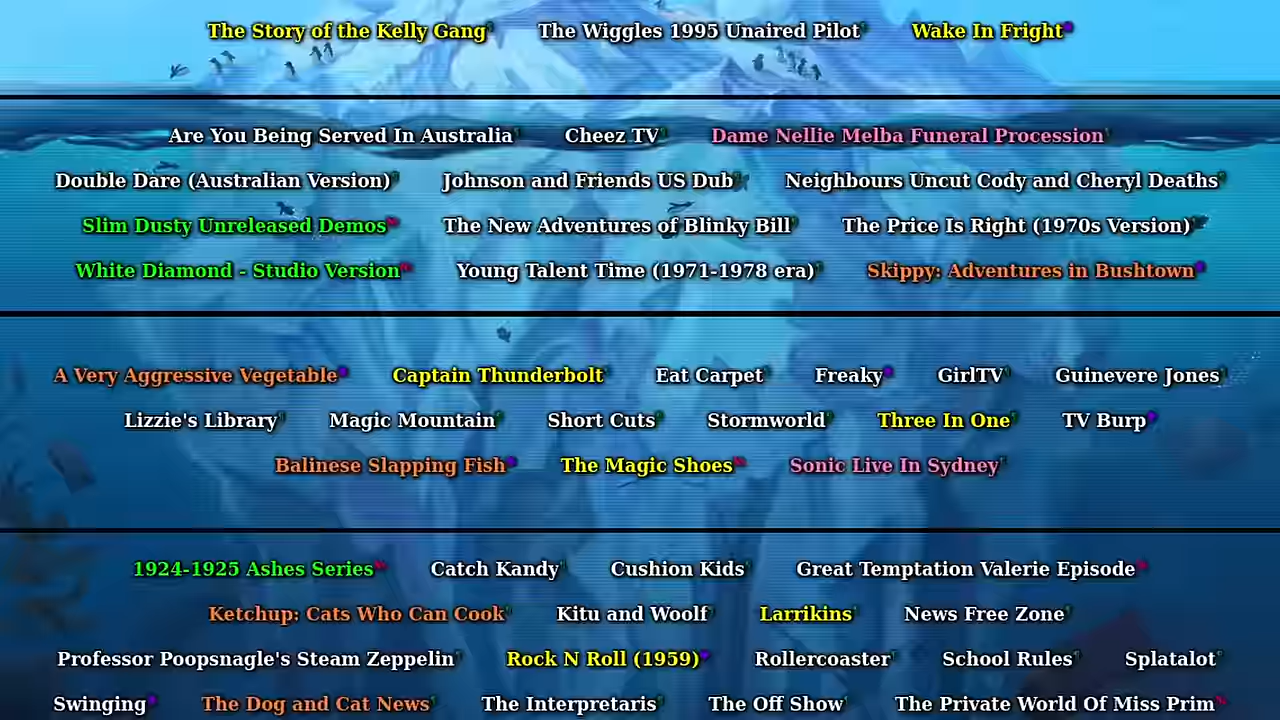 The Story of the Kelly Gang The Wiggles 1995 Unaired Pilot Wake In Fright
Are You Being Served In Australia Cheez TV Dame Nellie Melba Funeral Procession
Double Dare (Australian Version) Johnson and Friends US Dub Neighbours Uncut Cody and Cheryl Deaths
Slim Dusty Unreleased Demos The New Adventures of Blinky Bill The Price Is Right (1970s Version)
White Diamond - Studio Version Young Talent Time (1971-1978 era) Skippy: Adventures in Bushtown
A Very Aggressive Vegetable Captain Thunderbolt Eat Carpet Freaky GirlTV Guinevere Jones
Lizzie's Library Magic Mountain Short Cuts Stormworld Three In One TV Burp
Balinese Slapping Fish The Magic Shoes Sonic Live In Sydney
1924-1925 Ashes Series Catch Kandy Cushion Kids Great Temptation Valerie Episode
Ketchup: Cats Who Can Cook Kitu and Woolf Larrikins News Free Zone
Professor Poopsnagle's Steam Zeppelin Rock N Roll (1959) Rollercoaster School Rules Splatalot
Swinging The Dog and Cat News The Interpretaris The Off Show The Private World Of Miss Prim